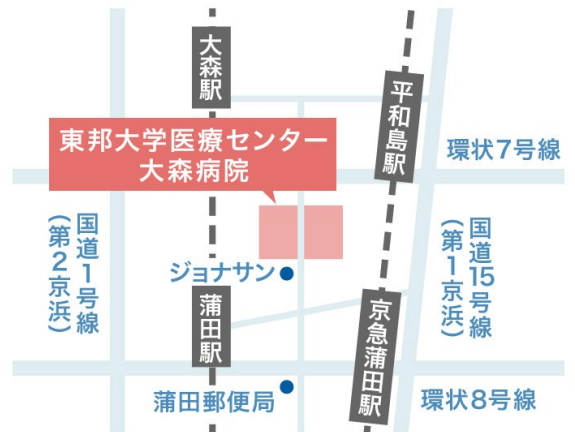 大森駅
平和島駅
東邦大学医療センター
大森病院
環状7号線
国道1号線
(第2京浜)
国道15号線
(第1京浜)
ジョナサン
蒲田駅
京急蒲田駅
蒲田郵便局
環状8号線